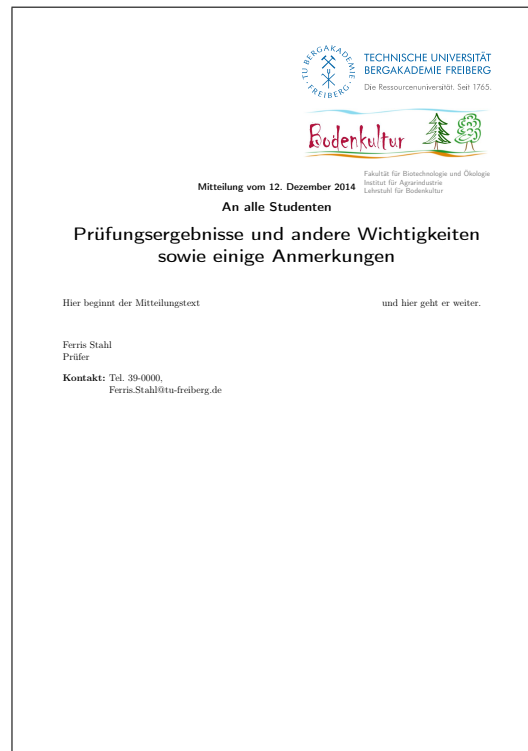 TU BERGAKADEMIE
· FREIBERG ·
TECHNISCHE UNIVERSITÄT
BERGAKADEMIE FREIBERG
Die Ressourcenuniversität. Seit 1765.
Bodenkultur
Fakultät für Biotechnologie und Ökologie
Institut für Agrarindustrie
Lehrstuhl für Bodenkultur
Mitteilung vom 12. Dezember 2014
An alle Studenten
Prüfungsergebnisse und andere Wichtigkeiten
sowie einige Anmerkungen
Hier beginnt der Mitteilungstext und hier geht er weiter.
Ferris Stahl
Prüfer
Kontakt: Tel. 39-0000,
Ferris.Stahl@tu-freiberg.de